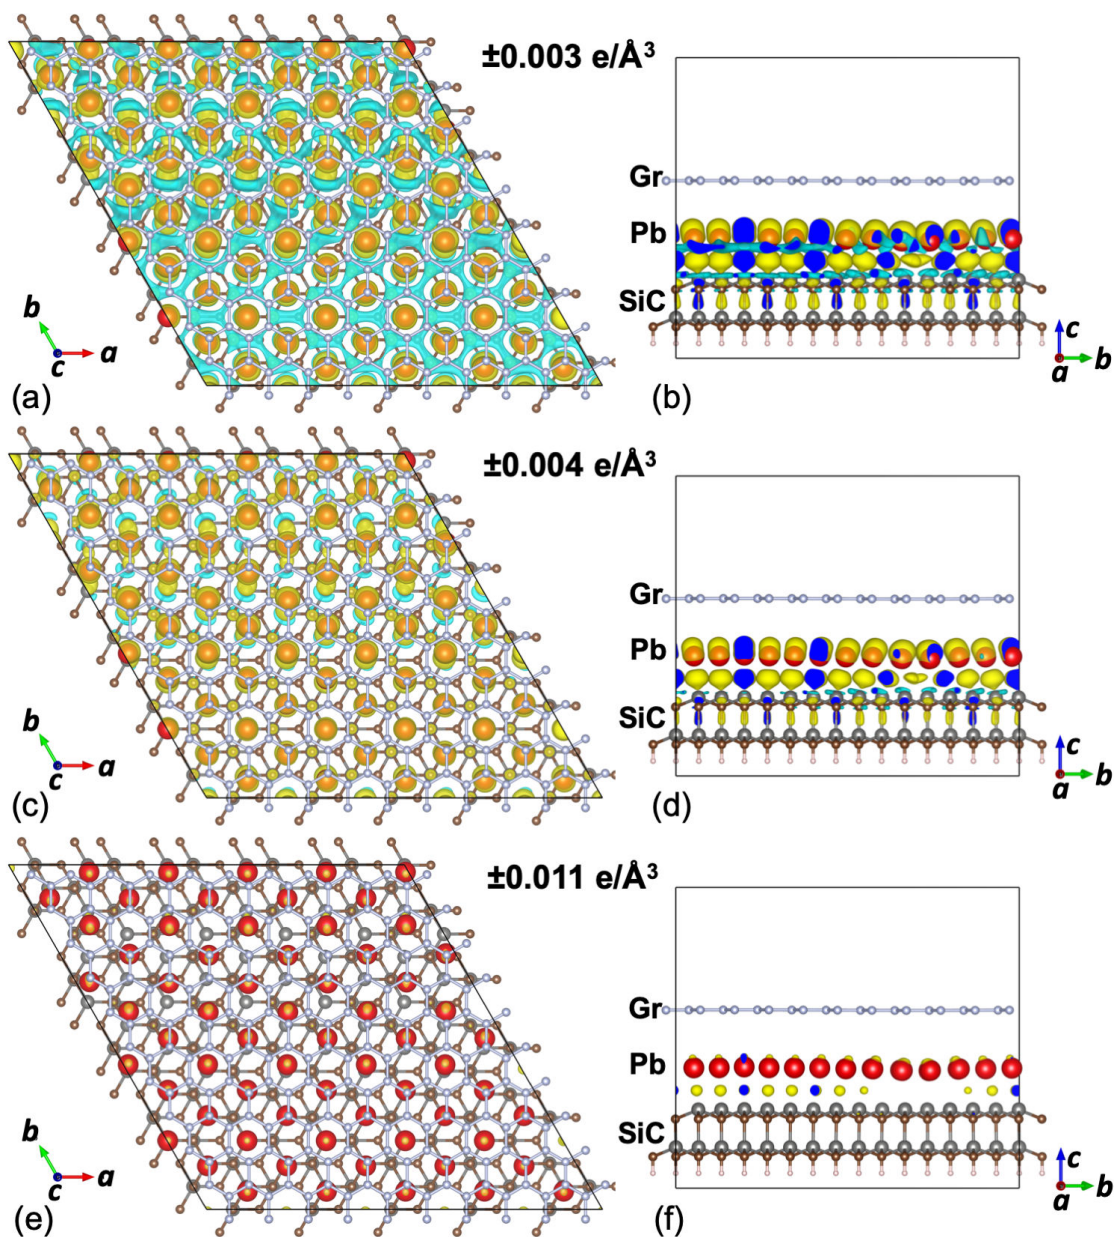 ±0.003 e/Å³
Gr
Pb
SiC
b
a
c
(a)
c
b
a
(b)
±0.004 e/Å³
Gr
Pb
SiC
b
a
c
(c)
c
b
a
(d)
±0.011 e/Å³
Gr
Pb
SiC
b
a
c
(e)
c
b
a
(f)